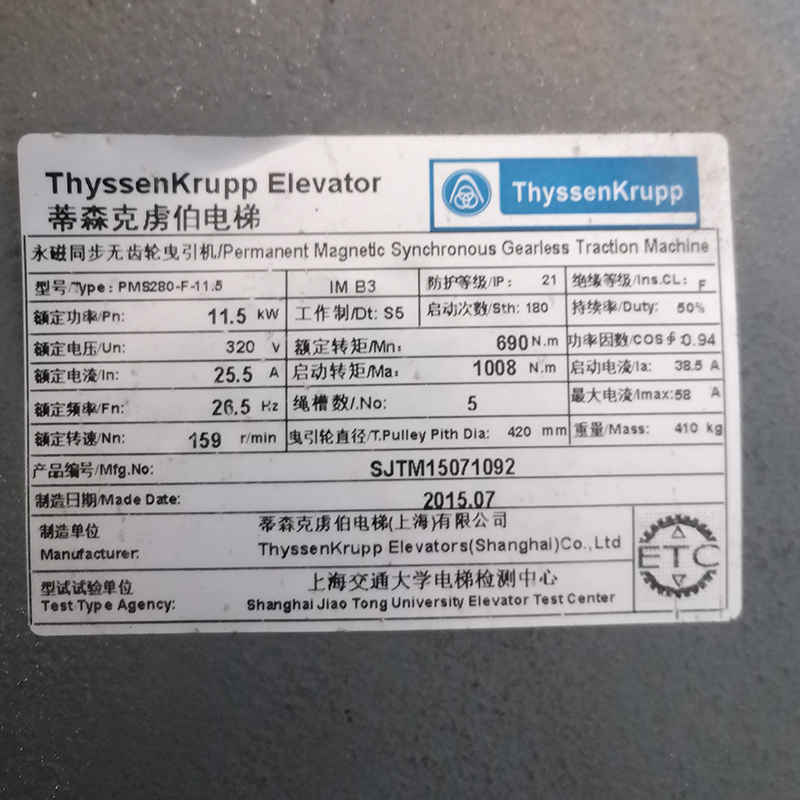 ThyssenKrupp Elevator
蒂森克虏伯电梯
ThyssenKrupp
永磁同步无齿轮曳引机/Permanent Magnetic Synchronous Gearless Traction Machine
型号/Type: PMS280-F-11.5 IM B3 防护等级/IP: 21 绝缘等级/Ins.CL: F
额定功率/Pn: 11.5 kW 工作制/Dt: S5 启动次数/Sth: 180 持续率/Duty: 50%
额定电压/Un: 320 V 额定转矩/Mn: 690 N.m 功率因数/COSϕ:0.94
额定电流/In: 25.5 A 启动转矩/Ma: 1008 N.m 启动电流/Ia: 38.5 A
额定频率/Fn: 26.5 Hz 绳槽数/.No: 5 最大电流/Imax:58 A
额定转速/Nn: 159 r/min 曳引轮直径/T.Pulley Pith Dia: 420 mm 重量/Mass: 410 kg
产品编号/Mfg.No: SJTM15071092
制造日期/Made Date: 2015.07
制造单位 蒂森克虏伯电梯(上海)有限公司
Manufacturer: ThyssenKrupp Elevators(Shanghai)Co.,Ltd
ETC
型试试验单位 上海交通大学电梯检测中心
Test Type Agency: Shanghai Jiao Tong University Elevator Test Center